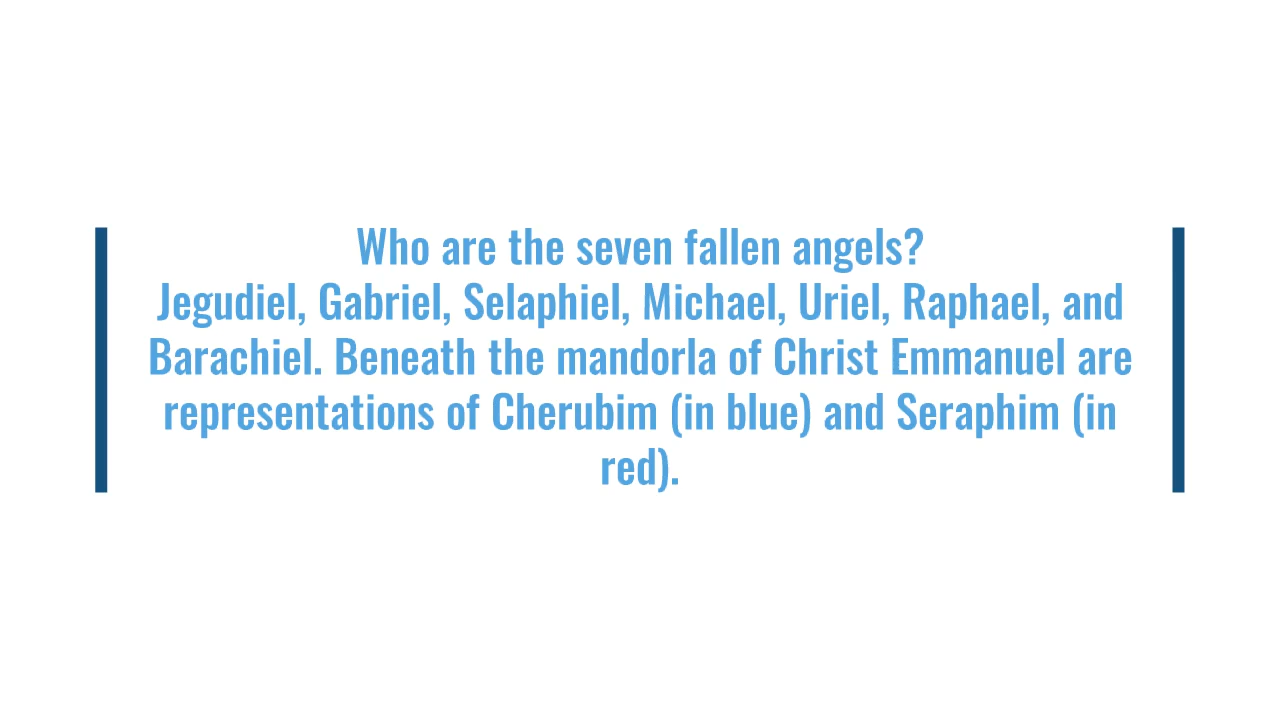 Who are the seven fallen angels?
Jegudiel, Gabriel, Selaphiel, Michael, Uriel, Raphael, and
Barachiel. Beneath the mandorla of Christ Emmanuel are
representations of Cherubim (in blue) and Seraphim (in
red).